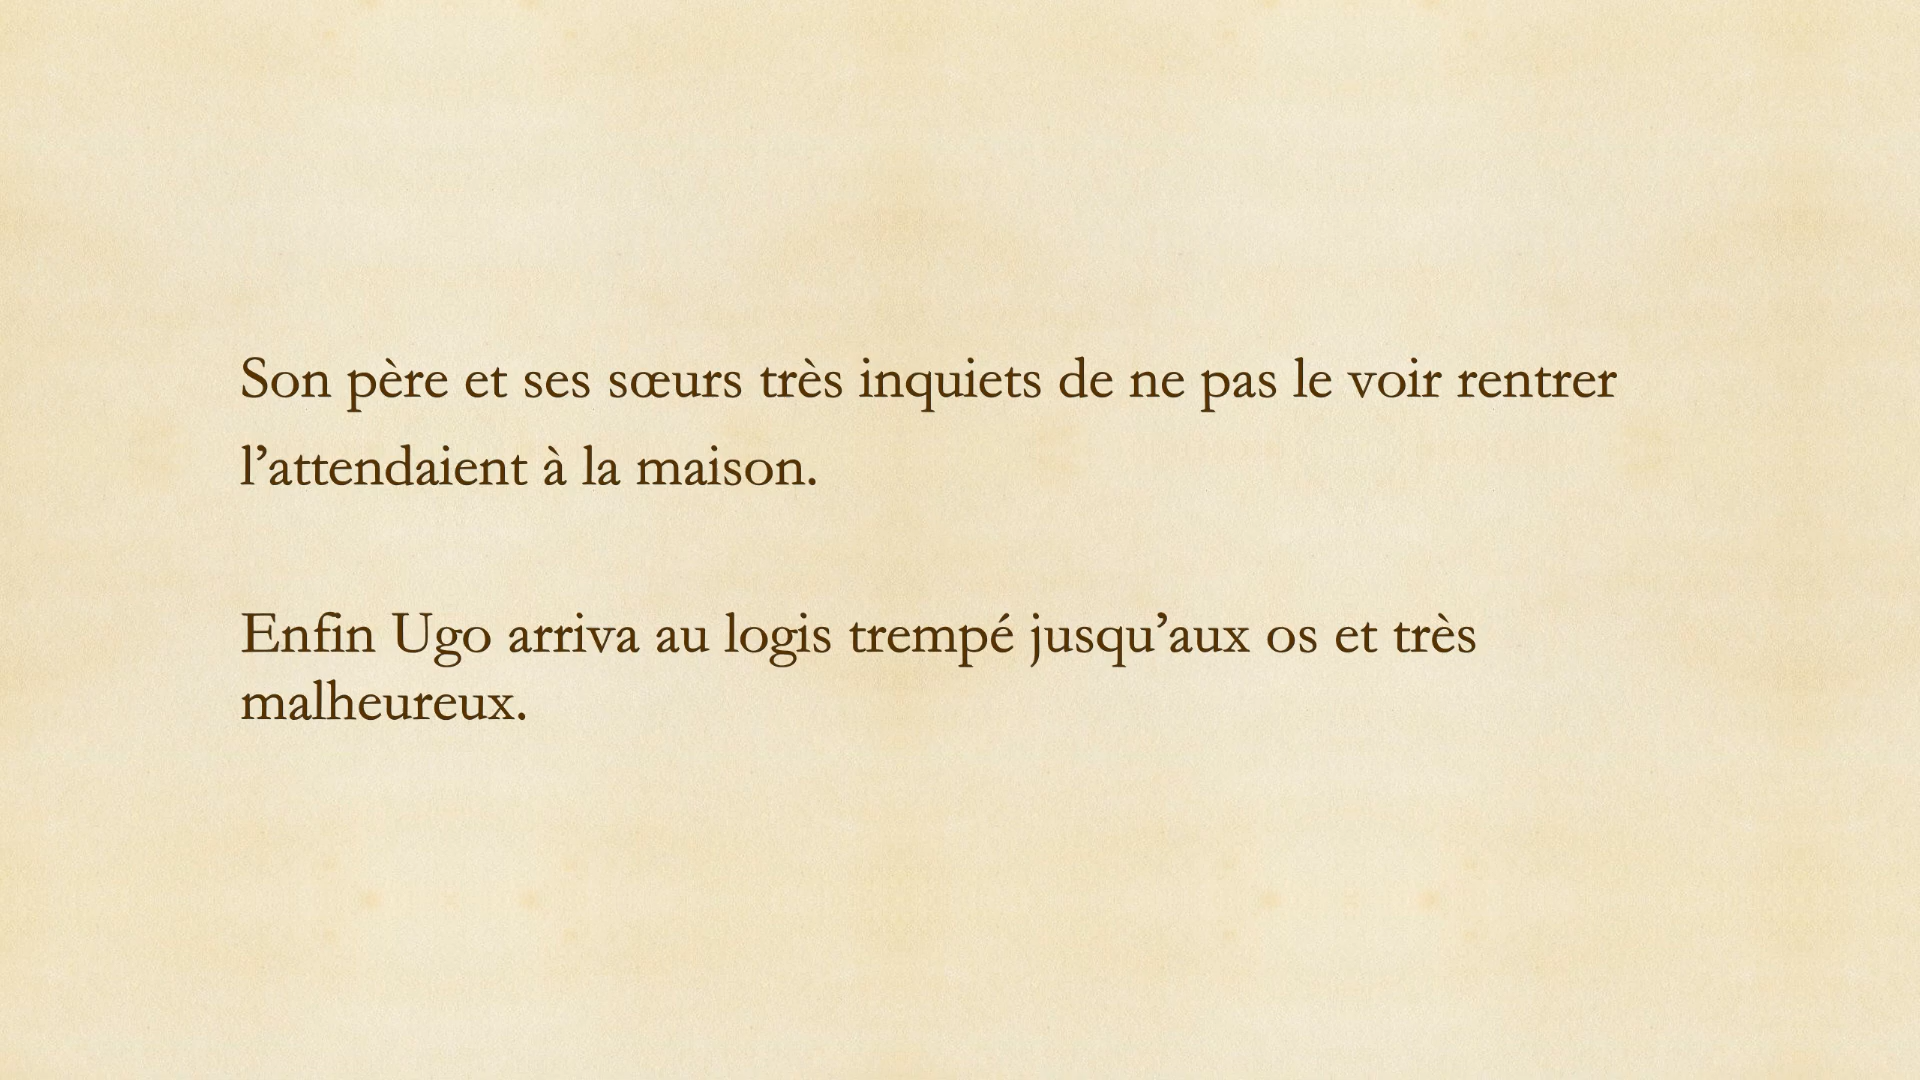 Son père et ses sœurs très inquiets de ne pas le voir rentrer
l’attendaient à la maison.
Enfin Ugo arriva au logis trempé jusqu’aux os et très
malheureux.